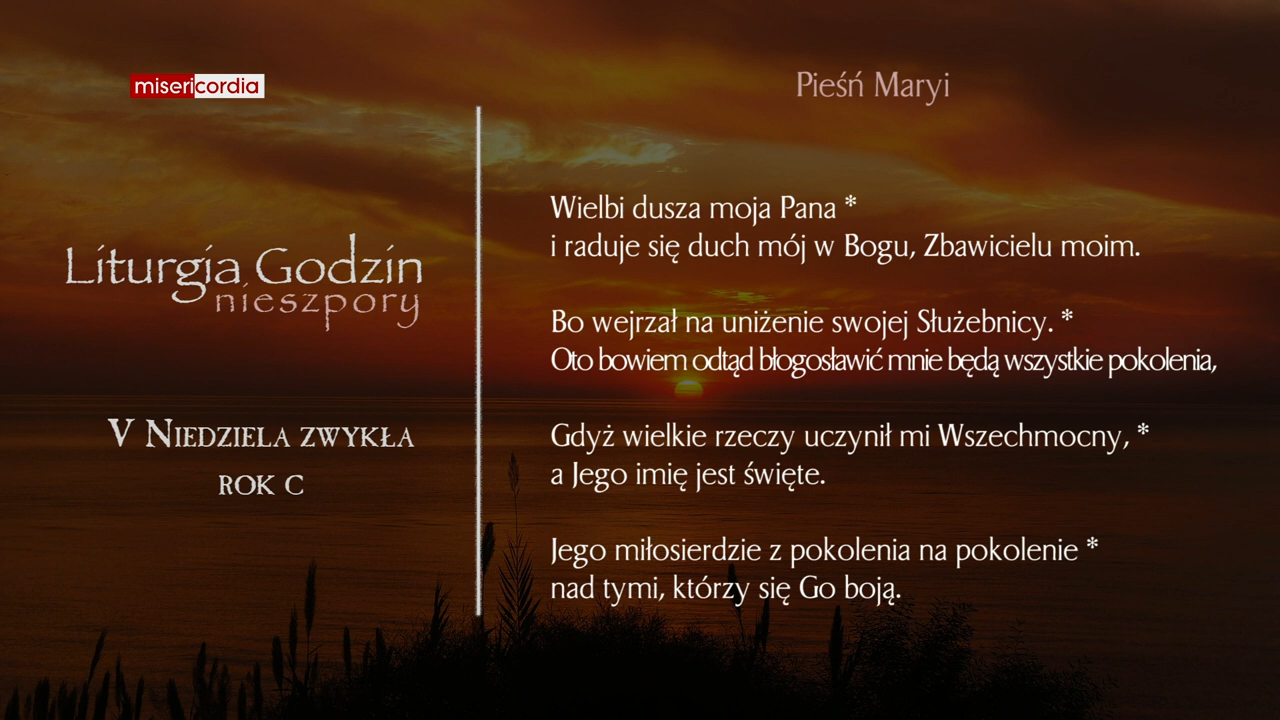 misericordia
Liturgia Godzin
nieszpory
V Niedziela zwykła
rok C
Pieśń Maryi
Wielbi dusza moja Pana *
i raduje się duch mój w Bogu, Zbawicielu moim.
Bo wejrzał na uniżenie swojej Służebnicy. *
Oto bowiem odtąd błogosławić mnie będą wszystkie pokolenia,
Gdyż wielkie rzeczy uczynił mi Wszechmocny, *
a Jego imię jest święte.
Jego miłosierdzie z pokolenia na pokolenie *
nad tymi, którzy się Go boją.